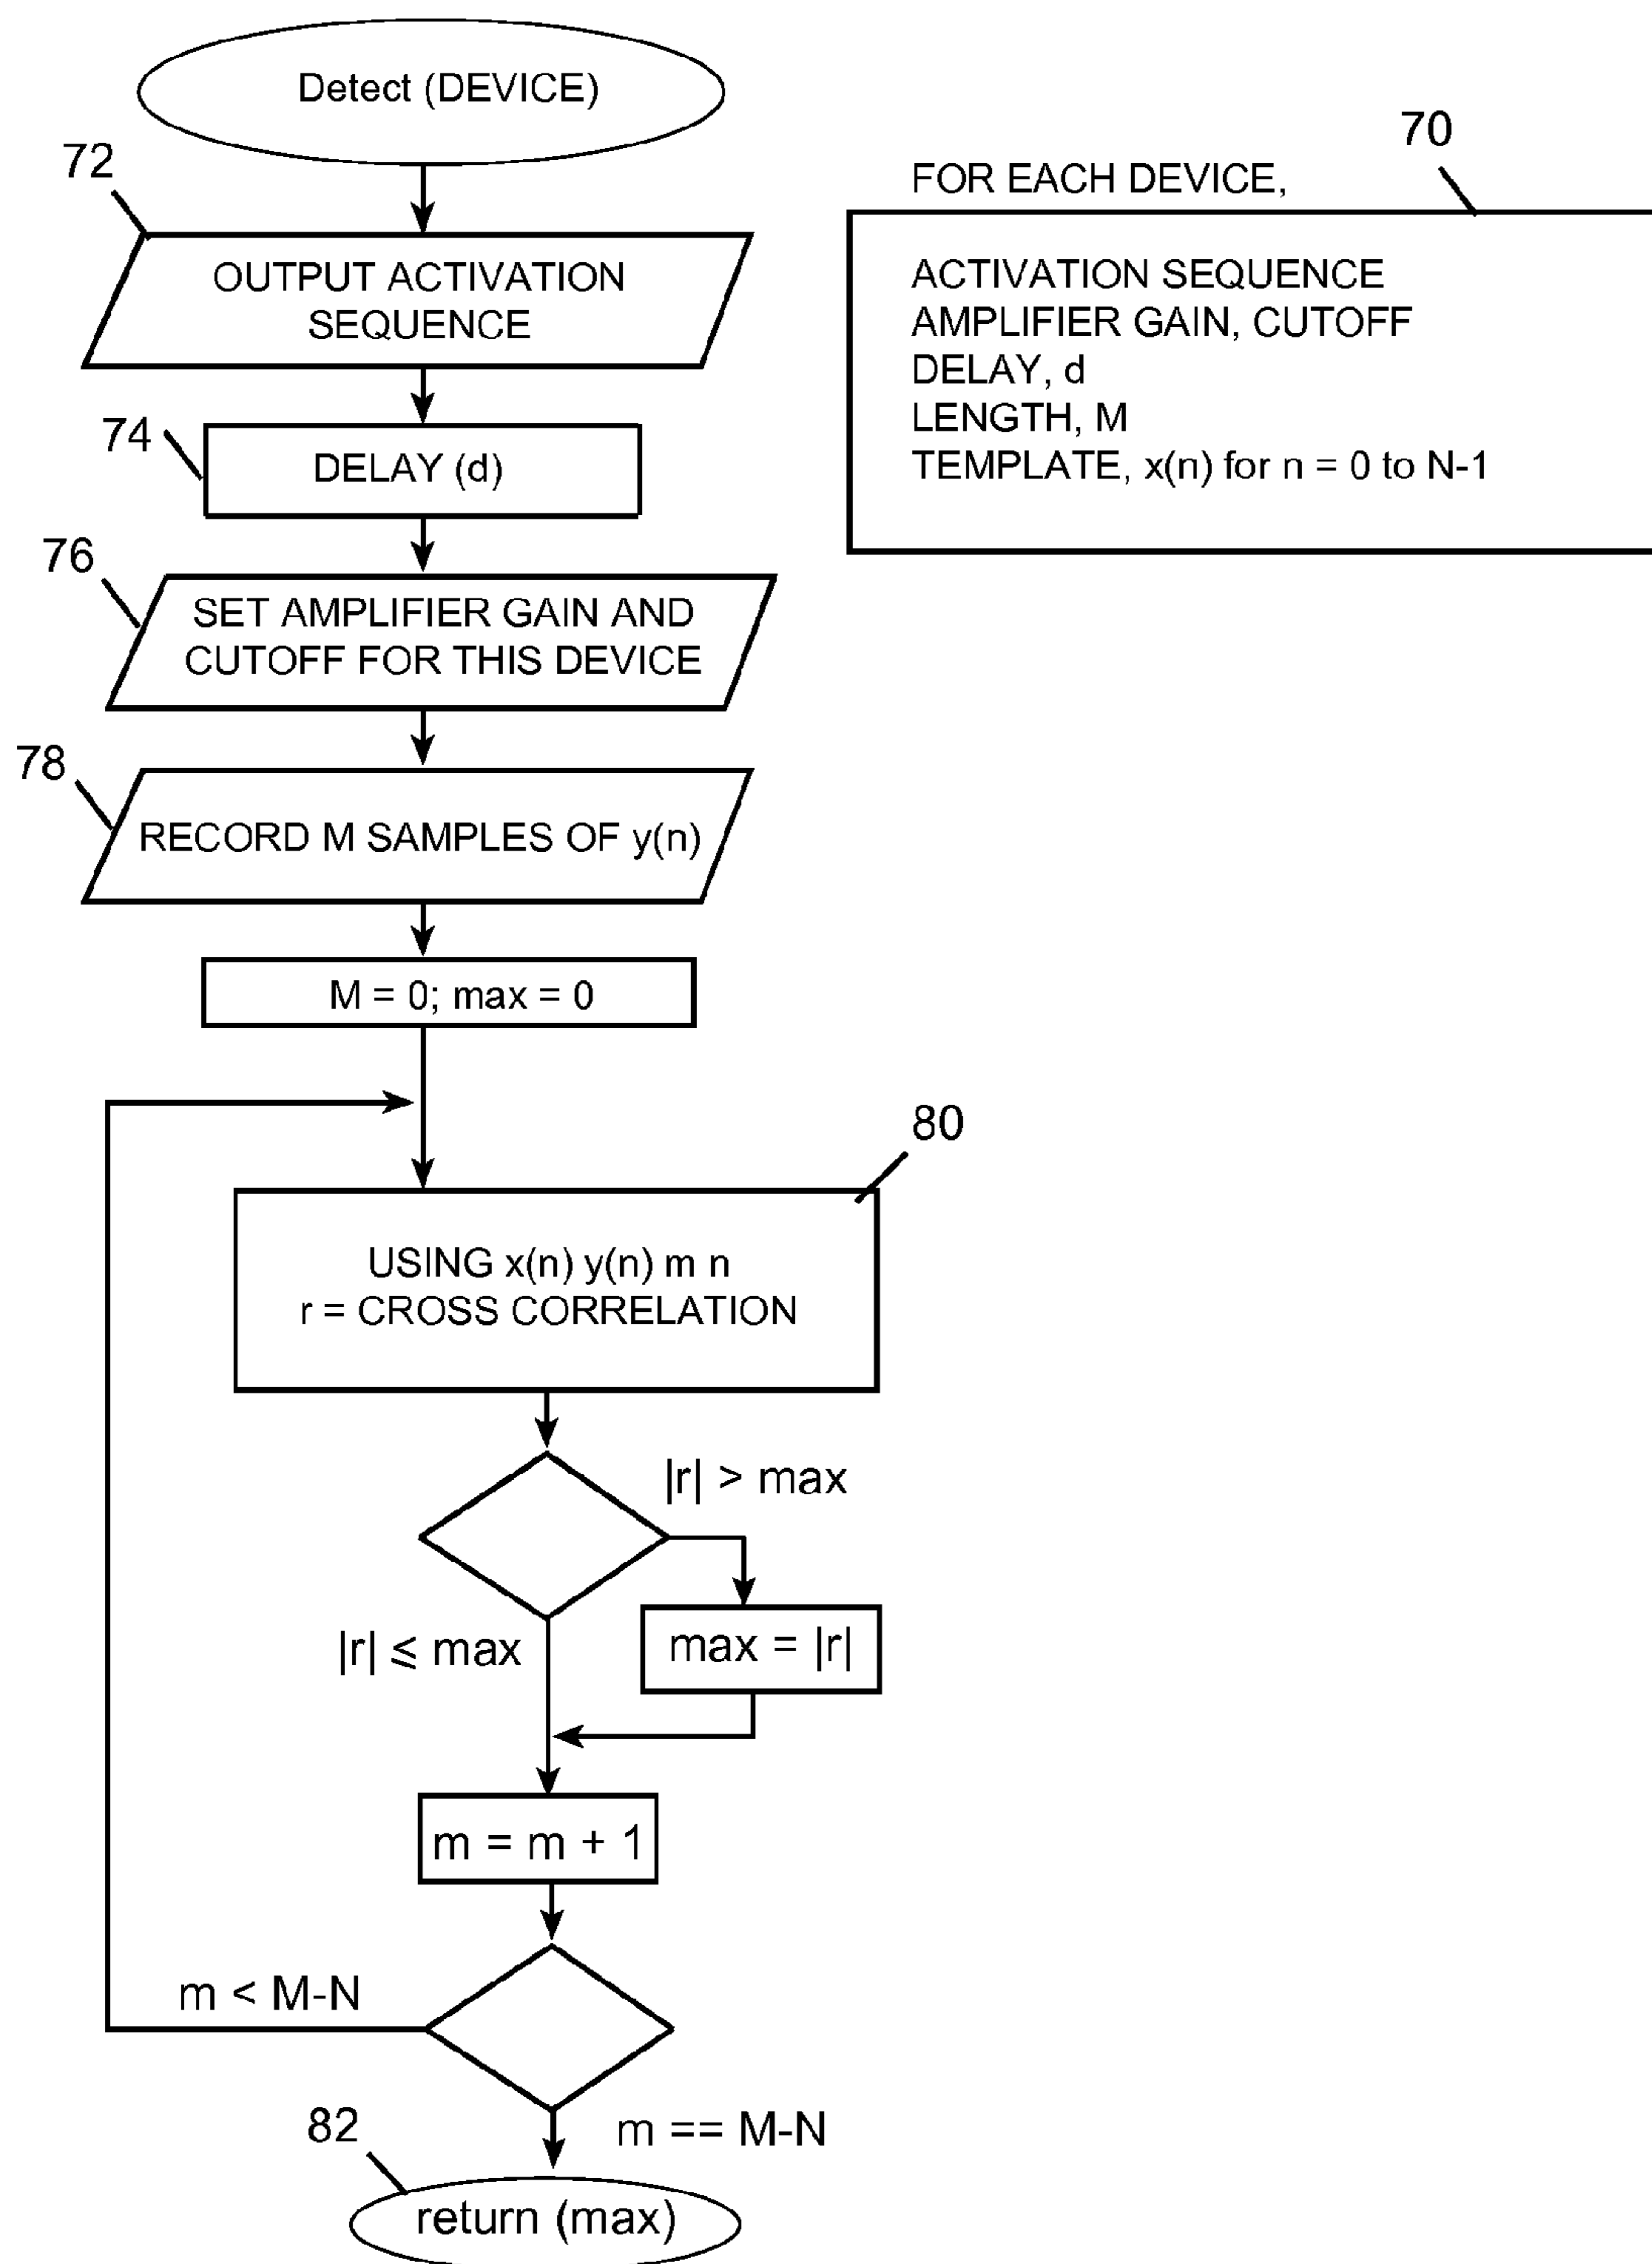 Detect (DEVICE)
72
OUTPUT ACTIVATION
SEQUENCE
74
DELAY (d)
76
SET AMPLIFIER GAIN AND
CUTOFF FOR THIS DEVICE
78
RECORD M SAMPLES OF y(n)
M = 0; max = 0
80
USING x(n) y(n) m n
r = CROSS CORRELATION
|r| > max
max = |r|
|r| ⩽ max
m = m + 1
m < M-N
m == M-N
82
return (max)
70
FOR EACH DEVICE,
ACTIVATION SEQUENCE
AMPLIFIER GAIN, CUTOFF
DELAY, d
LENGTH, M
TEMPLATE, x(n) for n = 0 to N-1